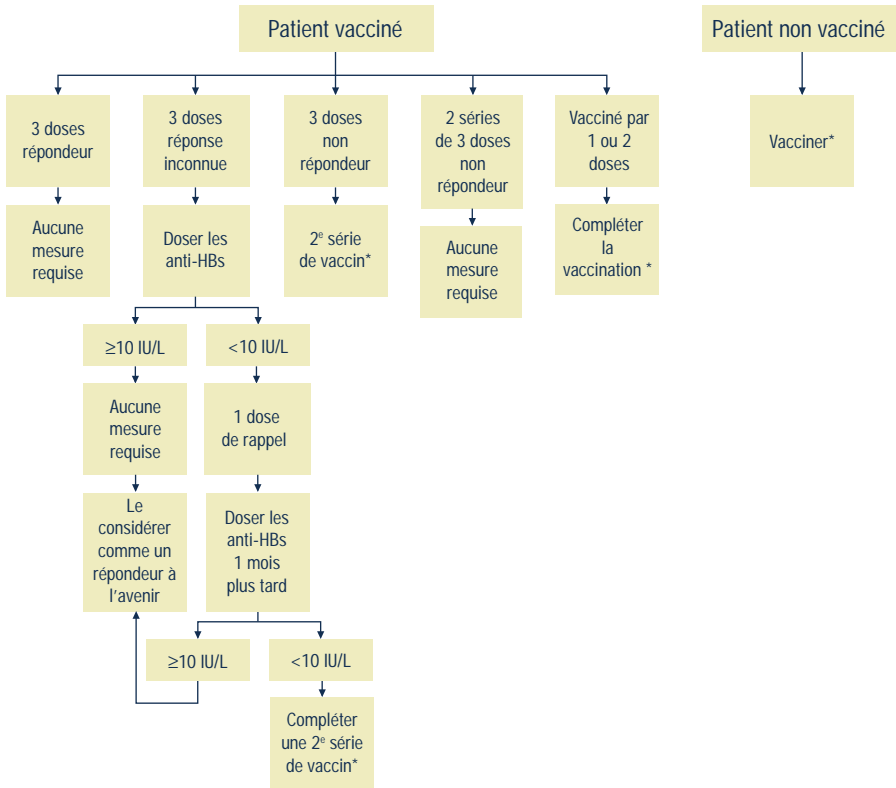 Patient vacciné
Patient non vacciné
3 doses
répondeur
3 doses
réponse
inconnue
3 doses
non
répondeur
2 séries
de 3 doses
non
répondeur
Vacciné par
1 ou 2
doses
Vacciner*
Aucune
mesure
requise
Doser les
anti-HBs
2e série
de vaccin*
Aucune
mesure
requise
Compléter
la
vaccination *
≥10 IU/L
<10 IU/L
Aucune
mesure
requise
1 dose
de rappel
Le
considérer
comme un
répondeur à
l'avenir
Doser les
anti-HBs
1 mois
plus tard
≥10 IU/L
<10 IU/L
Compléter
une 2e série
de vaccin*